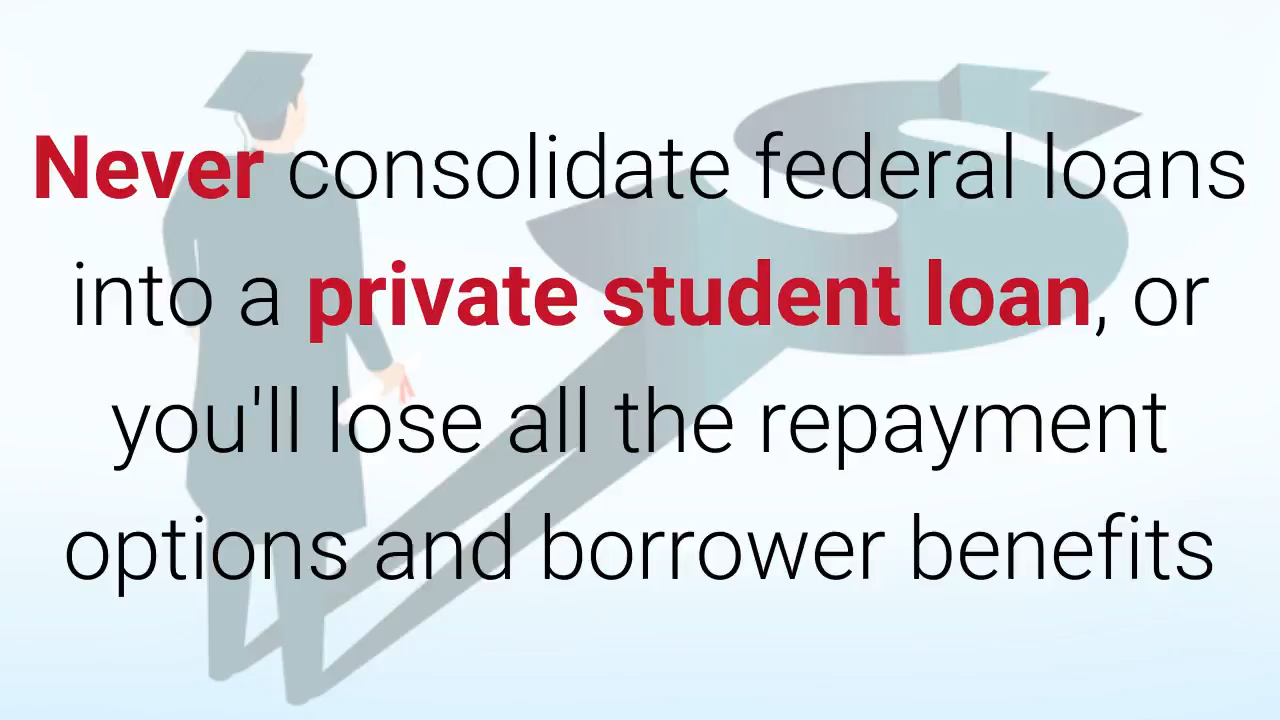 Never consolidate federal loans
into a private student loan, or
you'll lose all the repayment
options and borrower benefits